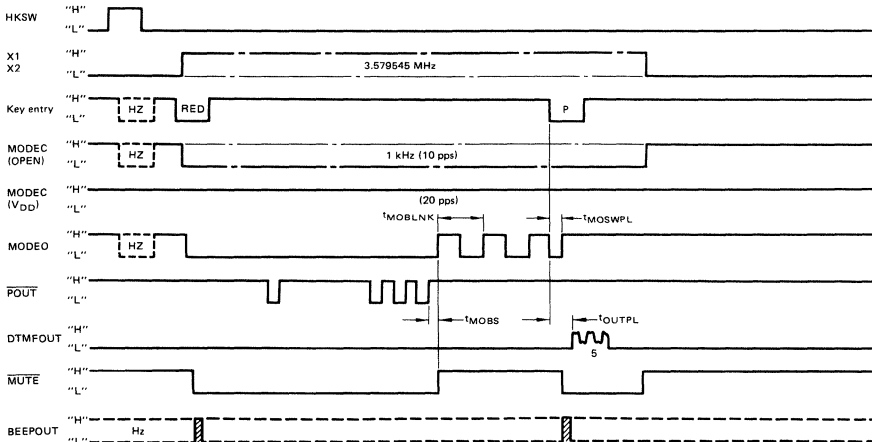 HKSW "H"
"L"
X1 "H"
X2 "L"
3.579545 MHz
Key entry "H"
"L"
HZ RED P
MODEC "H"
(OPEN) "L"
HZ 1 kHz (10 pps)
MODEC "H"
(VDD) "L"
(20 pps)
tMOBLNK tMOSWPL
MODEO "H"
"L"
HZ
POUT "H"
"L"
tMOBS tOUTPL
DTMFOUT "H"
"L"
5
MUTE "H"
"L"
BEEPOUT "H"
"L"
Hz